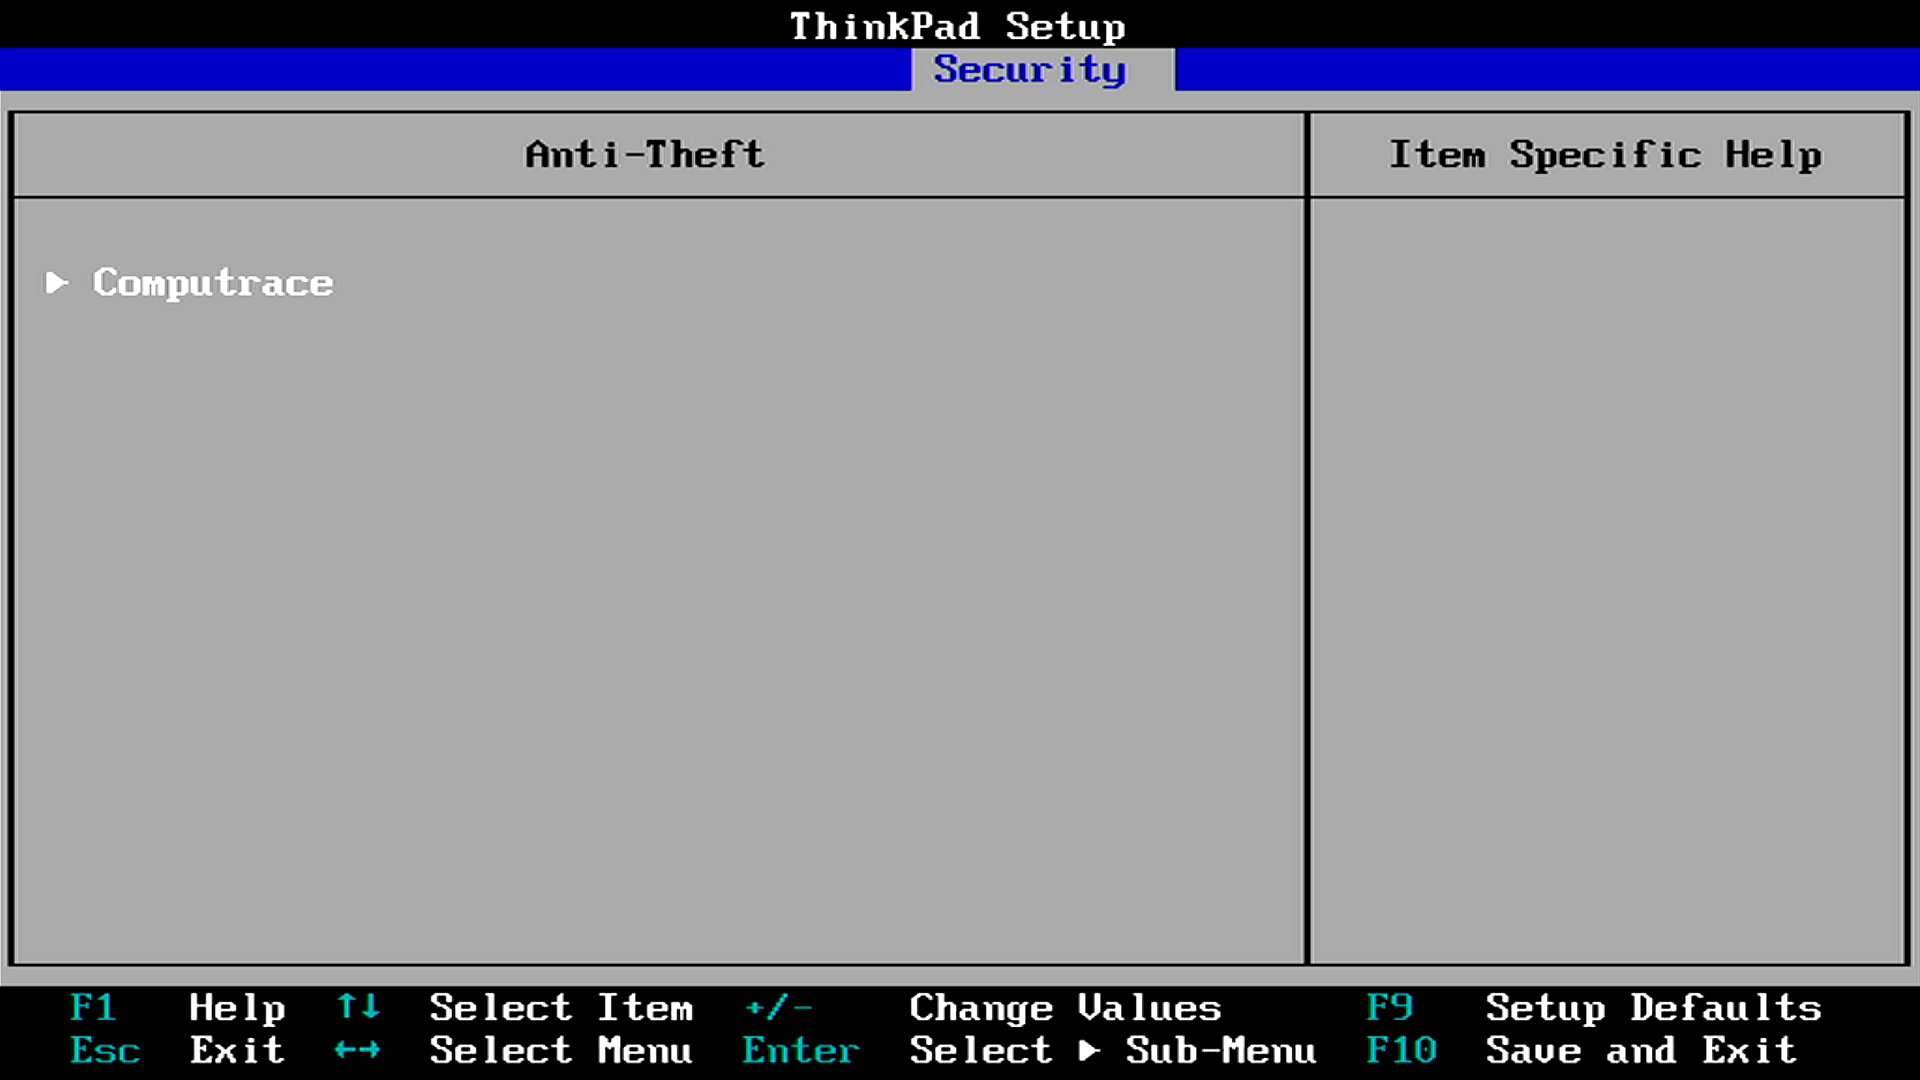 ThinkPad Setup
Security
Anti-Theft
Item Specific Help
▶ Computrace
F1 Help ↑↓ Select Item +/- Change Values F9 Setup Defaults
Esc Exit ←→ Select Menu Enter Select ▶ Sub-Menu F10 Save and Exit